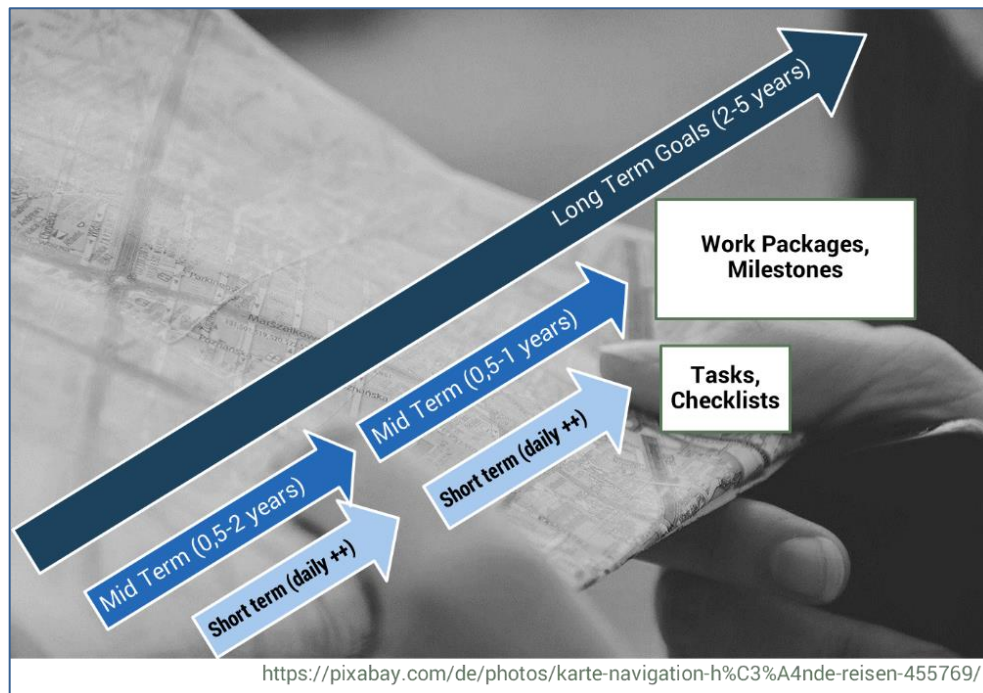 Long Term Goals (2-5 years)
Work Packages,
Milestones
Mid Term (0,5-1 years)
Tasks,
Checklists
Short term (daily ++)
Mid Term (0,5-2 years)
Short term (daily ++)
https://pixabay.com/de/photos/karte-navigation-h%C3%A4nde-reisen-455769/